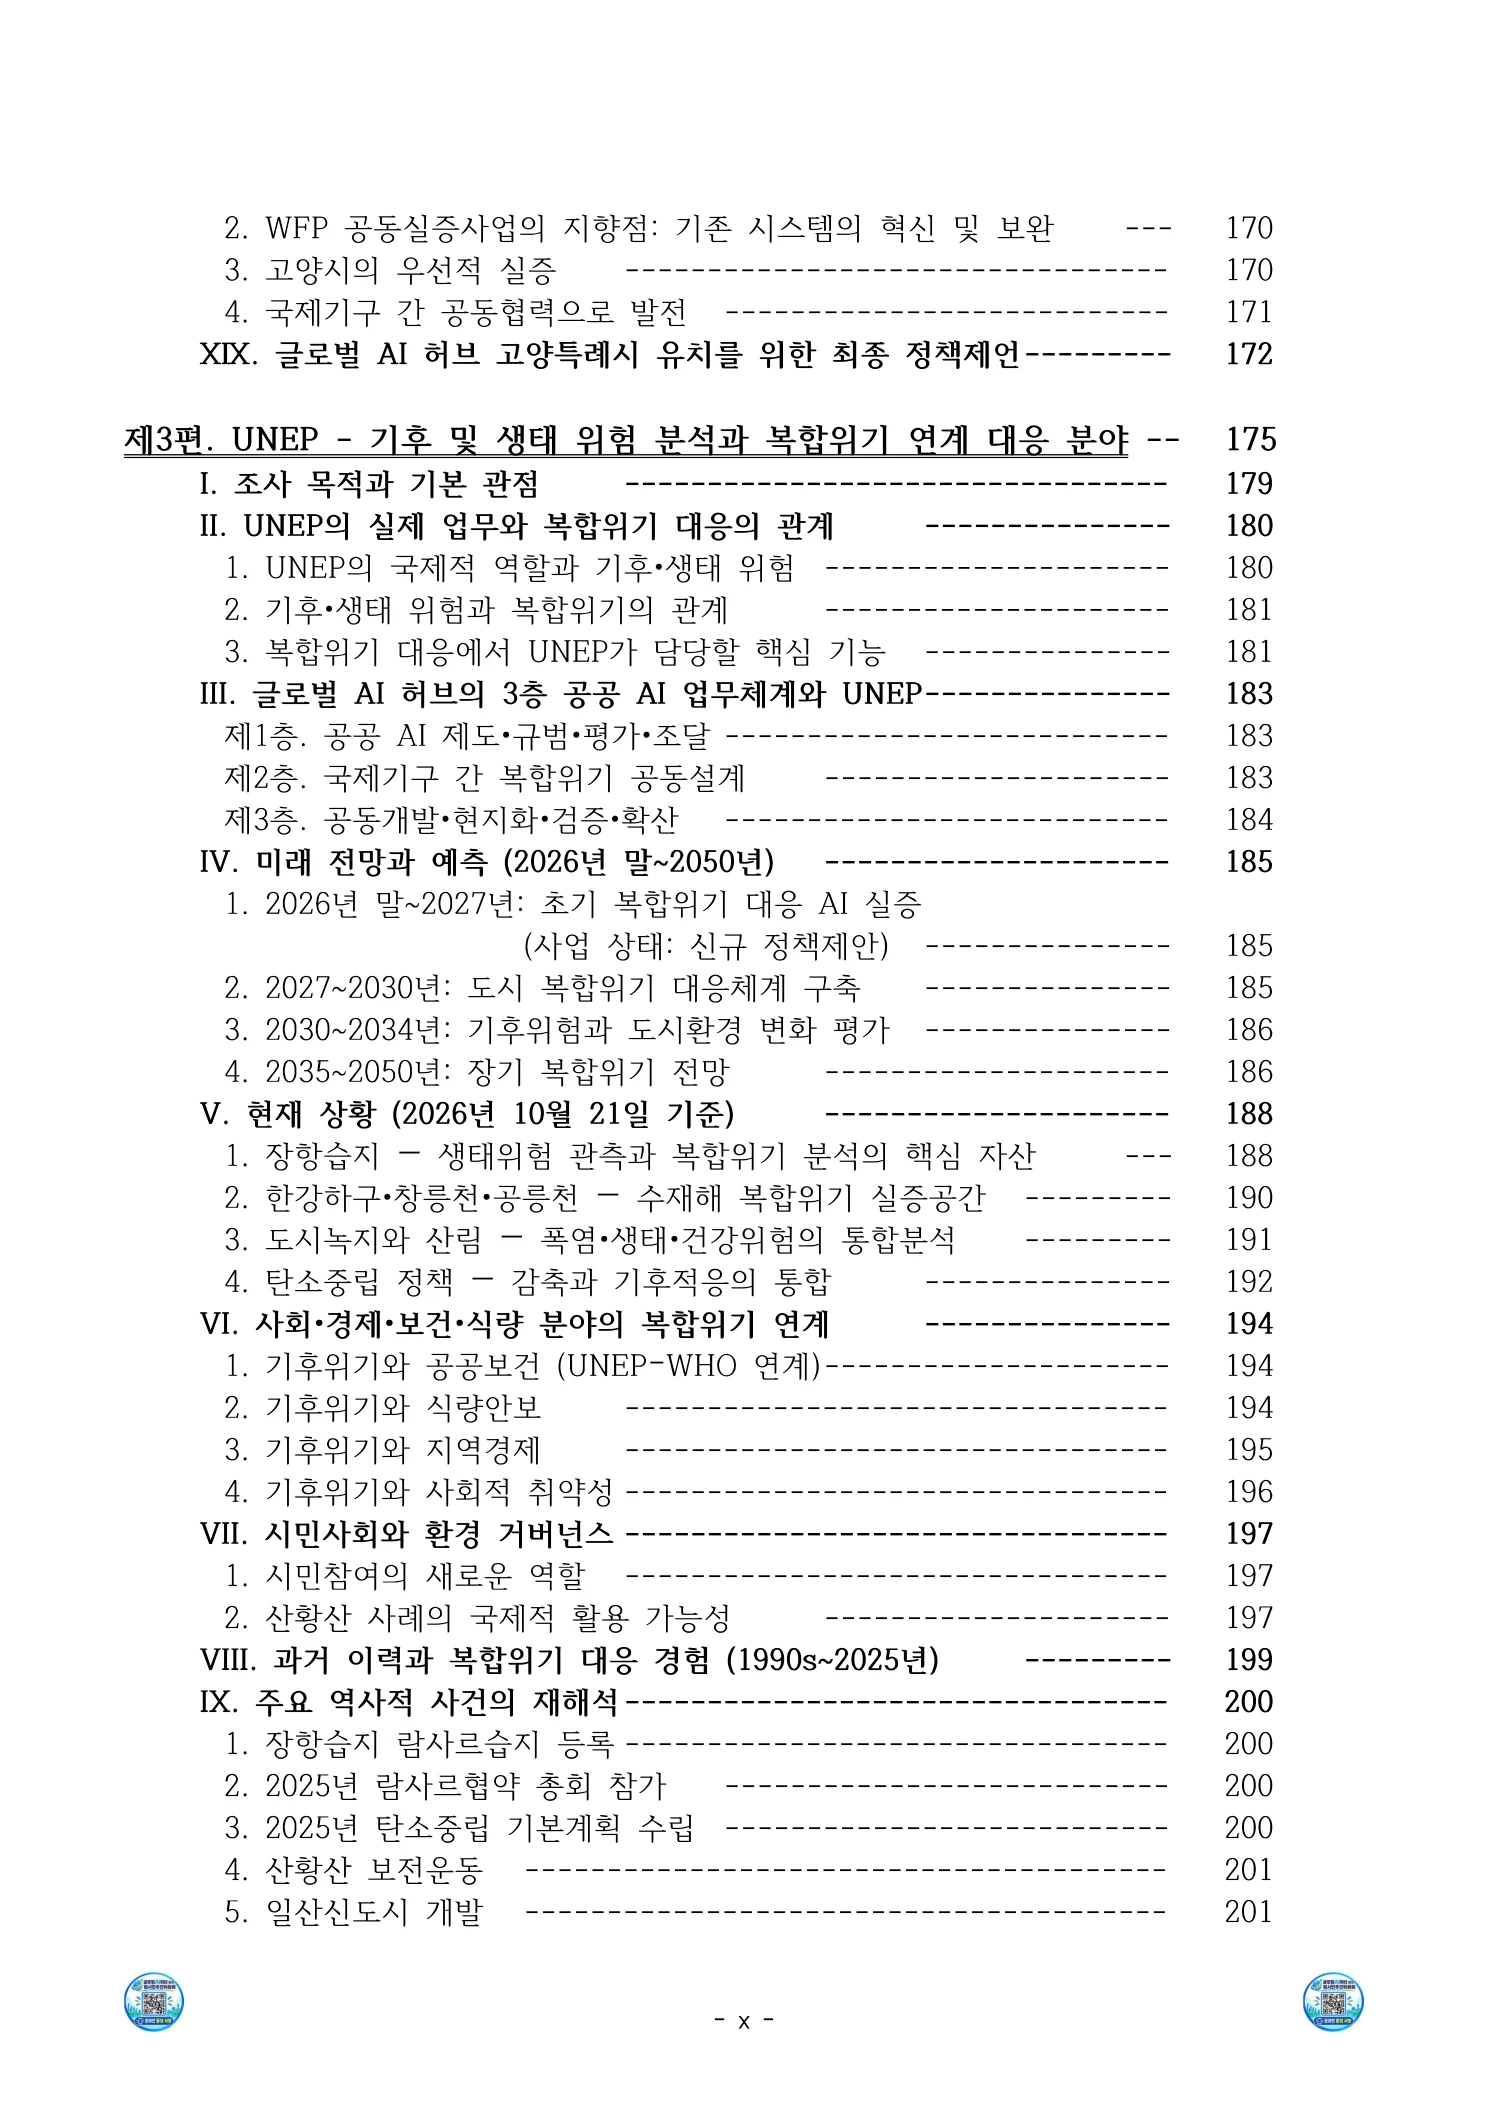 2. WFP 공동실증사업의 지향점: 기존 시스템의 혁신 및 보완 --- 170
3. 고양시의 우선적 실증 --------------------------------- 170
4. 국제기구 간 공동협력으로 발전 --------------------------- 171
XIX. 글로벌 AI 허브 고양특례시 유치를 위한 최종 정책제언--------- 172
제3편. UNEP - 기후 및 생태 위험 분석과 복합위기 연계 대응 분야 -- 175
I. 조사 목적과 기본 관점 --------------------------------- 179
II. UNEP의 실제 업무와 복합위기 대응의 관계 --------------- 180
1. UNEP의 국제적 역할과 기후•생태 위험 --------------------- 180
2. 기후•생태 위험과 복합위기의 관계 --------------------- 181
3. 복합위기 대응에서 UNEP가 담당할 핵심 기능 --------------- 181
III. 글로벌 AI 허브의 3층 공공 AI 업무체계와 UNEP--------------- 183
제1층. 공공 AI 제도•규범•평가•조달 --------------------------- 183
제2층. 국제기구 간 복합위기 공동설계 --------------------- 183
제3층. 공동개발•현지화•검증•확산 --------------------------- 184
IV. 미래 전망과 예측 (2026년 말~2050년) --------------------- 185
1. 2026년 말~2027년: 초기 복합위기 대응 AI 실증
(사업 상태: 신규 정책제안) --------------- 185
2. 2027~2030년: 도시 복합위기 대응체계 구축 --------------- 185
3. 2030~2034년: 기후위험과 도시환경 변화 평가 --------------- 186
4. 2035~2050년: 장기 복합위기 전망 --------------------- 186
V. 현재 상황 (2026년 10월 21일 기준) --------------------- 188
1. 장항습지 — 생태위험 관측과 복합위기 분석의 핵심 자산 --- 188
2. 한강하구•창릉천•공릉천 — 수재해 복합위기 실증공간 --------- 190
3. 도시녹지와 산림 — 폭염•생태•건강위험의 통합분석 --------- 191
4. 탄소중립 정책 — 감축과 기후적응의 통합 --------------- 192
VI. 사회•경제•보건•식량 분야의 복합위기 연계 --------------- 194
1. 기후위기와 공공보건 (UNEP-WHO 연계)--------------------- 194
2. 기후위기와 식량안보 --------------------------------- 194
3. 기후위기와 지역경제 --------------------------------- 195
4. 기후위기와 사회적 취약성 --------------------------------- 196
VII. 시민사회와 환경 거버넌스 --------------------------------- 197
1. 시민참여의 새로운 역할 --------------------------------- 197
2. 산황산 사례의 국제적 활용 가능성 --------------------- 197
VIII. 과거 이력과 복합위기 대응 경험 (1990s~2025년) --------- 199
IX. 주요 역사적 사건의 재해석--------------------------------- 200
1. 장항습지 람사르습지 등록 --------------------------------- 200
2. 2025년 람사르협약 총회 참가 --------------------------- 200
3. 2025년 탄소중립 기본계획 수립 --------------------------- 200
4. 산황산 보전운동 --------------------------------------- 201
5. 일산신도시 개발 --------------------------------------- 201
- x -